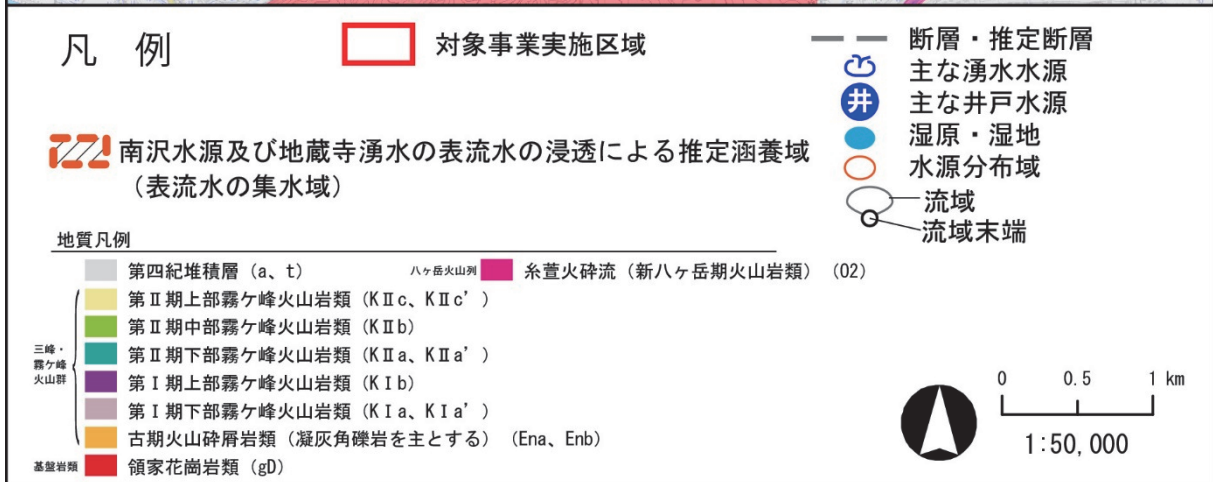 凡 例
対象事業実施区域
南沢水源及び地蔵寺湧水の表流水の浸透による推定涵養域
（表流水の集水域）
断層・推定断層
主な湧水水源
井 主な井戸水源
湿原・湿地
水源分布域
流域
流域末端
地質凡例
第四紀堆積層（a、t）
八ヶ岳火山列 糸萱火砕流（新八ヶ岳期火山岩類）（O2）
三峰・
霧ケ峰
火山群
第Ⅱ期上部霧ケ峰火山岩類（KⅡc、KⅡc’）
第Ⅱ期中部霧ケ峰火山岩類（KⅡb）
第Ⅱ期下部霧ケ峰火山岩類（KⅡa、KⅡa’）
第Ⅰ期上部霧ケ峰火山岩類（KⅠb）
第Ⅰ期下部霧ケ峰火山岩類（KⅠa、KⅠa’）
古期火山砕屑岩類（凝灰角礫岩を主とする）（Ena、Enb）
基盤岩類 領家花崗岩類（gD）
0 0.5 1 km
1:50,000